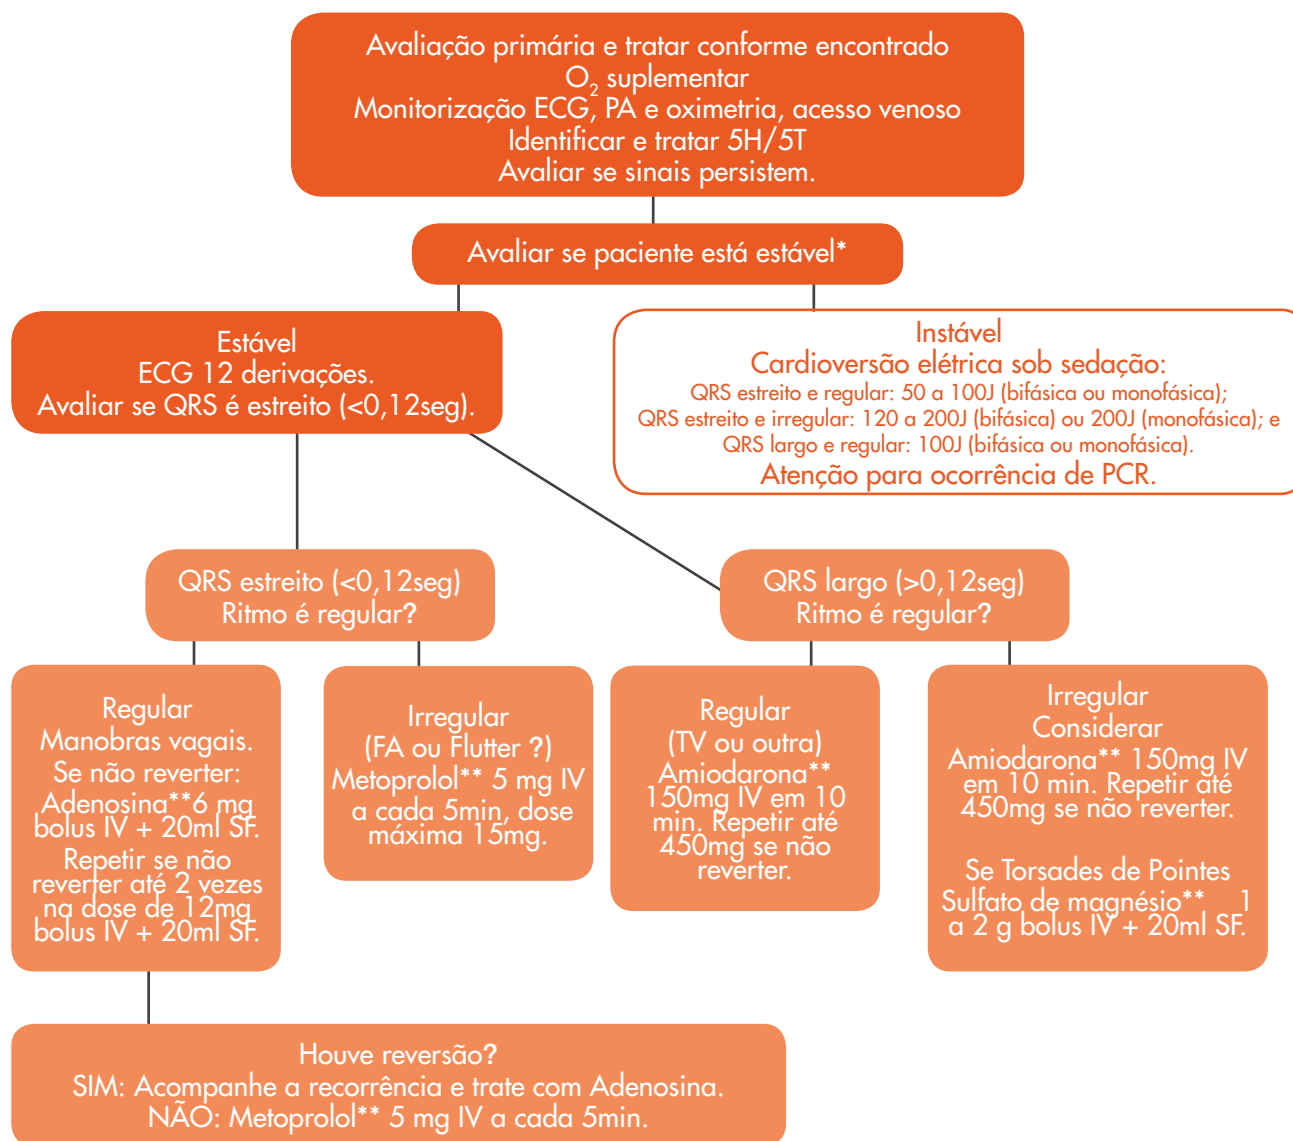 Avaliação primária e tratar conforme encontrado
O2 suplementar
Monitorização ECG, PA e oximetria, acesso venoso
Identificar e tratar 5H/5T
Avaliar se sinais persistem.
Avaliar se paciente está estável*
Estável
ECG 12 derivações.
Avaliar se QRS é estreito (<0,12seg).
Instável
Cardioversão elétrica sob sedação:
QRS estreito e regular: 50 a 100J (bifásica ou monofásica);
QRS estreito e irregular: 120 a 200J (bifásica) ou 200J (monofásica); e
QRS largo e regular: 100J (bifásica ou monofásica).
Atenção para ocorrência de PCR.
QRS estreito (<0,12seg)
Ritmo é regular?
QRS largo (>0,12seg)
Ritmo é regular?
Regular
Manobras vagais.
Se não reverter:
Adenosina**6 mg
bolus IV + 20ml SF.
Repetir se não
reverter até 2 vezes
na dose de 12mg
bolus IV + 20ml SF.
Irregular
(FA ou Flutter ?)
Metoprolol** 5 mg IV
a cada 5min, dose
máxima 15mg.
Regular
(TV ou outra)
Amiodarona**
150mg IV em 10
min. Repetir até
450mg se não
reverter.
Irregular
Considerar
Amiodarona** 150mg IV
em 10 min. Repetir até
450mg se não reverter.
Se Torsades de Pointes
Sulfato de magnésio** 1
a 2 g bolus IV + 20ml SF.
Houve reversão?
SIM: Acompanhe a recorrência e trate com Adenosina.
NÃO: Metoprolol** 5 mg IV a cada 5min.